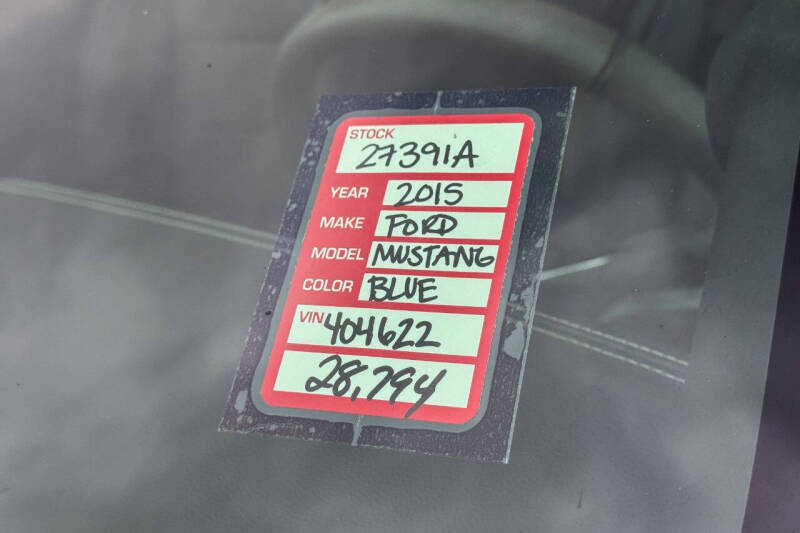 STOCK
27391A
YEAR 2015
MAKE FORD
MODEL MUSTANG
COLOR BLUE
VIN 404622
28,794